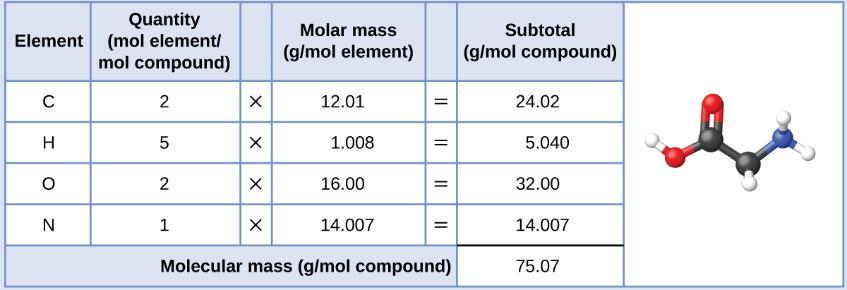 Element Quantity (mol element/ mol compound) Molar mass (g/mol element) Subtotal (g/mol compound)
C 2 × 12.01 = 24.02
H 5 × 1.008 = 5.040
O 2 × 16.00 = 32.00
N 1 × 14.007 = 14.007
Molecular mass (g/mol compound) 75.07